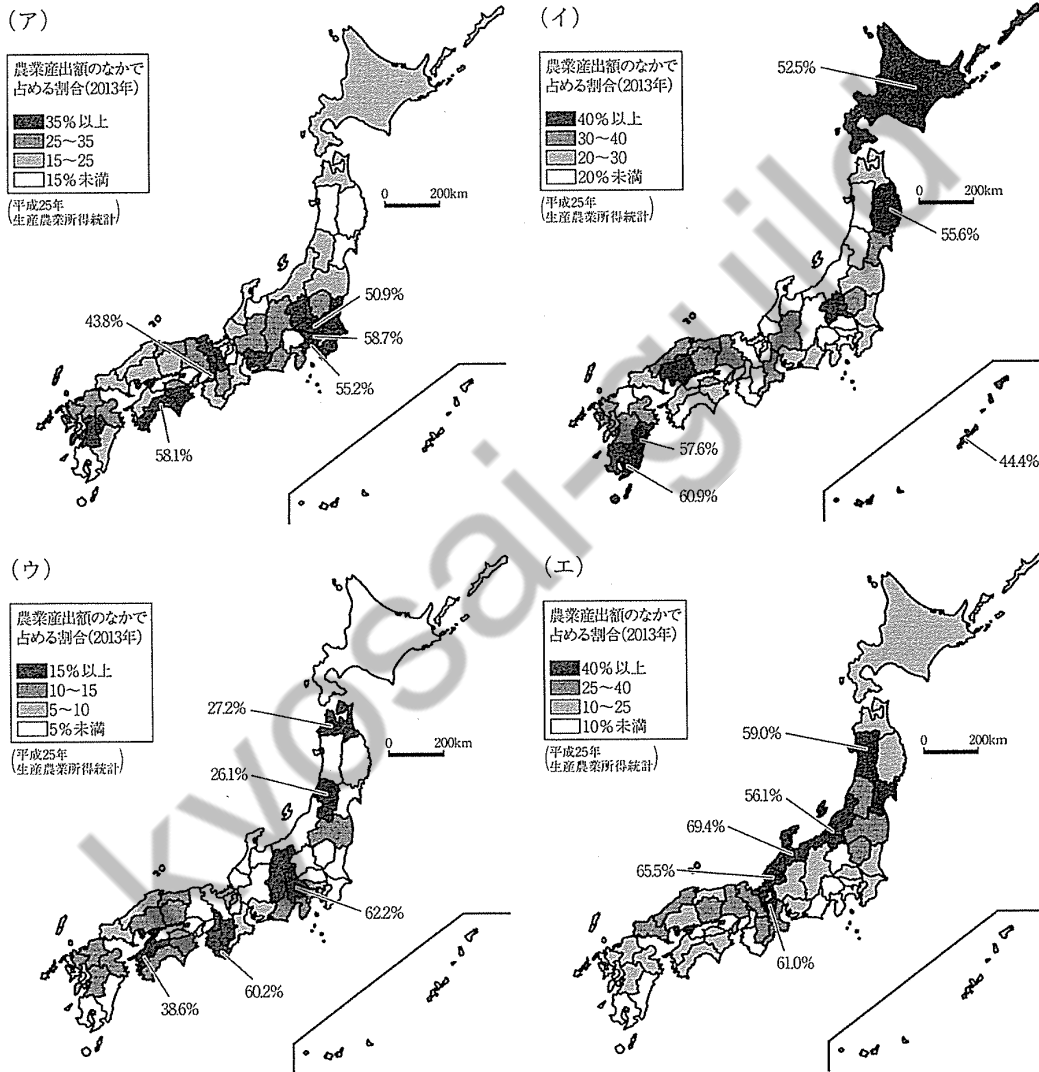 (ア)
農業産出額のなかで
占める割合(2013年)
35%以上
25～35
15～25
15%未満
(平成25年
生産農業所得統計)
0 200km
50.9%
43.8%
58.7%
55.2%
58.1%
(イ)
農業産出額のなかで
占める割合(2013年)
40%以上
30～40
20～30
20%未満
(平成25年
生産農業所得統計)
0 200km
52.5%
55.6%
57.6%
44.4%
60.9%
(ウ)
農業産出額のなかで
占める割合(2013年)
15%以上
10～15
5～10
5%未満
(平成25年
生産農業所得統計)
0 200km
27.2%
26.1%
62.2%
60.2%
38.6%
(エ)
農業産出額のなかで
占める割合(2013年)
40%以上
25～40
10～25
10%未満
(平成25年
生産農業所得統計)
0 200km
59.0%
56.1%
69.4%
65.5%
61.0%
kyosai-guild